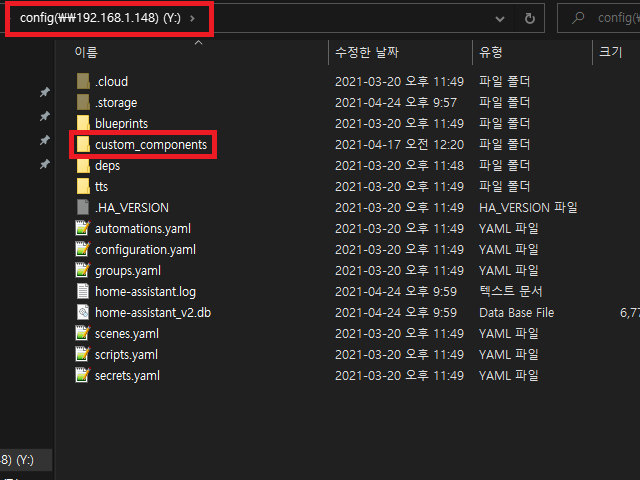 config(₩₩192.168.1.148) (Y:) >
config(₩
이름 수정한 날짜 유형 크기
.cloud 2021-03-20 오후 11:49 파일 폴더
.storage 2021-04-24 오후 9:57 파일 폴더
blueprints 2021-03-20 오후 11:49 파일 폴더
custom_components 2021-04-17 오전 12:20 파일 폴더
deps 2021-03-20 오후 11:48 파일 폴더
tts 2021-03-20 오후 11:49 파일 폴더
.HA_VERSION 2021-03-20 오후 11:49 HA_VERSION 파일
automations.yaml 2021-03-20 오후 11:49 YAML 파일
configuration.yaml 2021-03-20 오후 11:49 YAML 파일
groups.yaml 2021-03-20 오후 11:49 YAML 파일
home-assistant.log 2021-04-24 오후 9:59 텍스트 문서
home-assistant_v2.db 2021-04-24 오후 9:59 Data Base File 6,77
scenes.yaml 2021-03-20 오후 11:49 YAML 파일
scripts.yaml 2021-03-20 오후 11:49 YAML 파일
secrets.yaml 2021-03-20 오후 11:49 YAML 파일
48) (Y:)